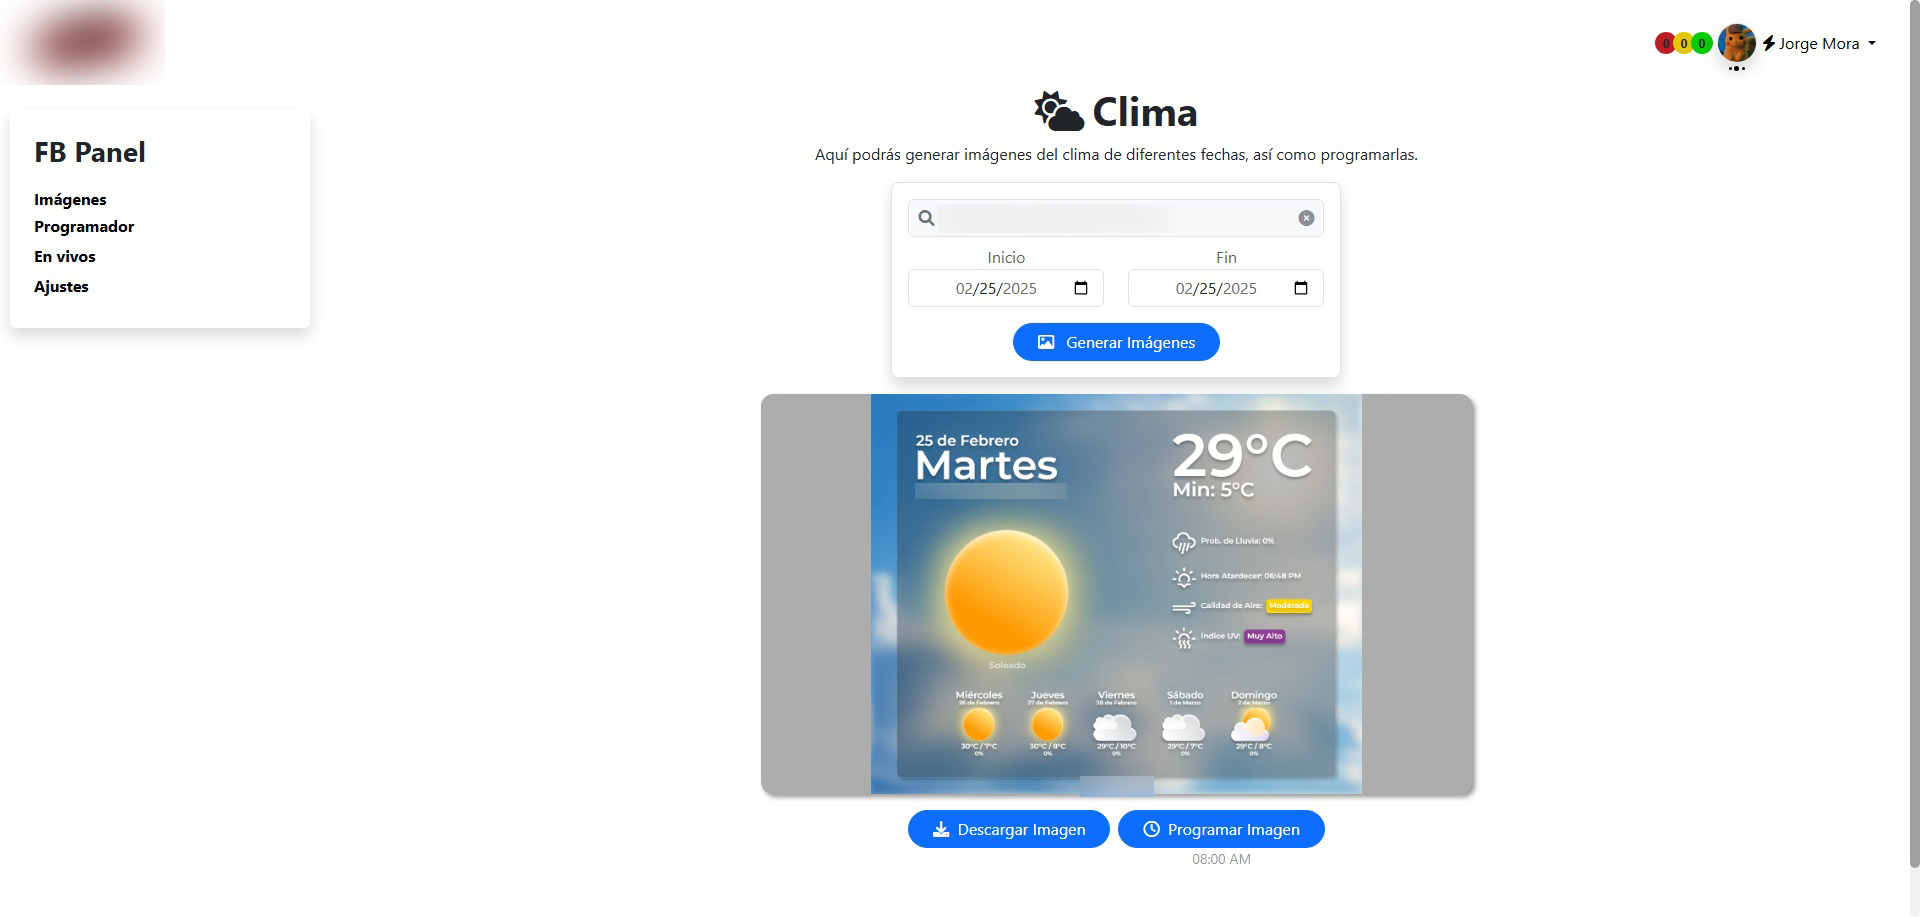 0 0 0 Jorge Mora
FB Panel
Imágenes
Programador
En vivos
Ajustes
Clima
Aquí podrás generar imágenes del clima de diferentes fechas, así como programarlas.
Inicio
02/25/2025
Fin
02/25/2025
Generar Imágenes
25 de Febrero
Martes
29°C
Min: 5°C
Prob. de Lluvia: 0%
Hora Atardecer: 06:48 PM
Calidad de Aire: Moderada
Índice UV: Muy Alto
Soleado
Miércoles
26 de Febrero
30°C / 7°C
0%
Jueves
27 de Febrero
30°C / 8°C
0%
Viernes
28 de Febrero
29°C / 10°C
0%
Sábado
1 de Marzo
29°C / 7°C
0%
Domingo
2 de Marzo
29°C / 8°C
0%
Descargar Imagen
Programar Imagen
08:00 AM